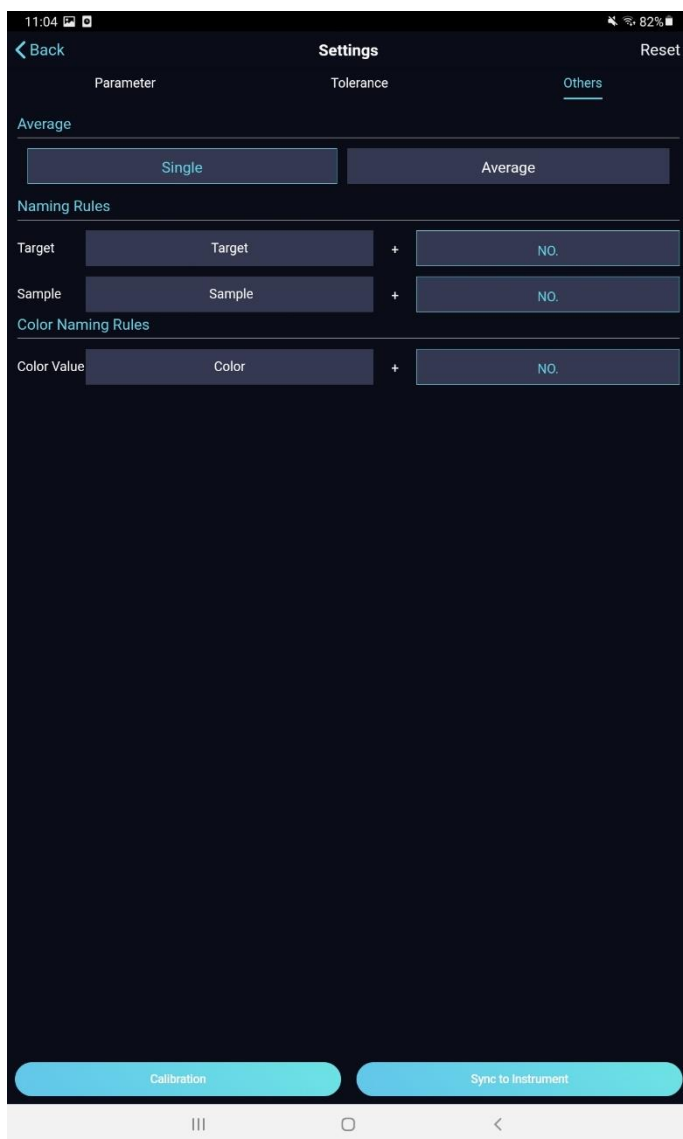 11:04 82%
Back Settings Reset
Parameter Tolerance Others
Average
Single Average
Naming Rules
Target Target + NO.
Sample Sample + NO.
Color Naming Rules
Color Value Color + NO.
Calibration Sync to Instrument